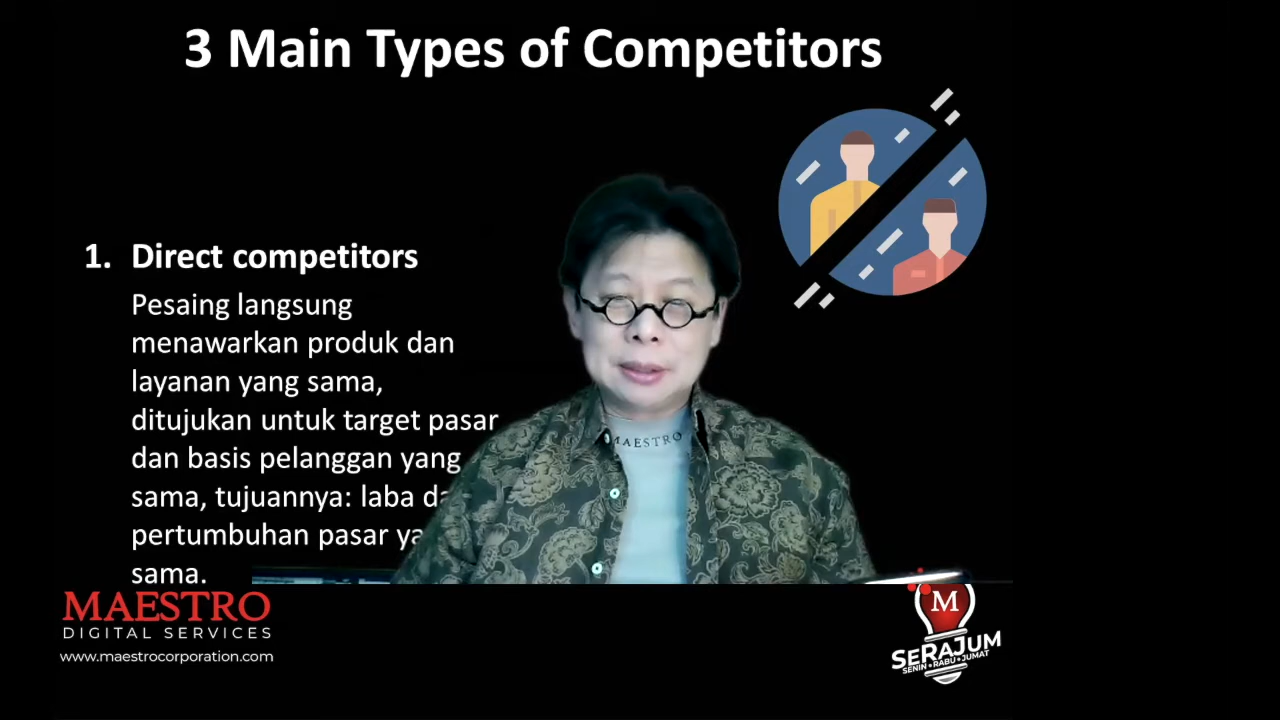 3 Main Types of Competitors
1. Direct competitors
Pesaing langsung
menawarkan produk dan
layanan yang sama,
ditujukan untuk target pasar
dan basis pelanggan yang
sama, tujuannya: laba
pertumbuhan pasar
sama.
MAESTRO
MAESTRO
DIGITAL SERVICES
www.maestrocorporation.com
M
SERAJUM
SENIN • RABU • JUMAT